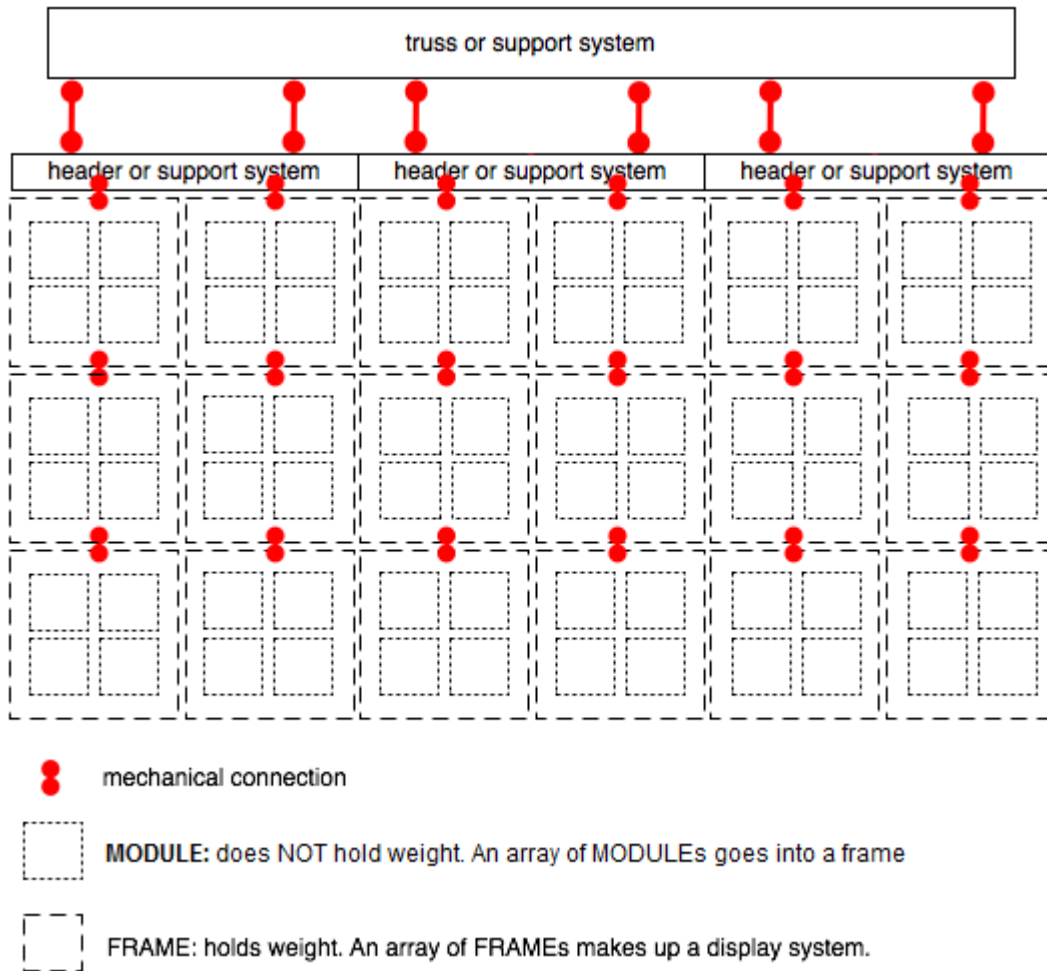 truss or support system
header or support system header or support system header or support system
mechanical connection
MODULE: does NOT hold weight. An array of MODULEs goes into a frame
FRAME: holds weight. An array of FRAMEs makes up a display system.